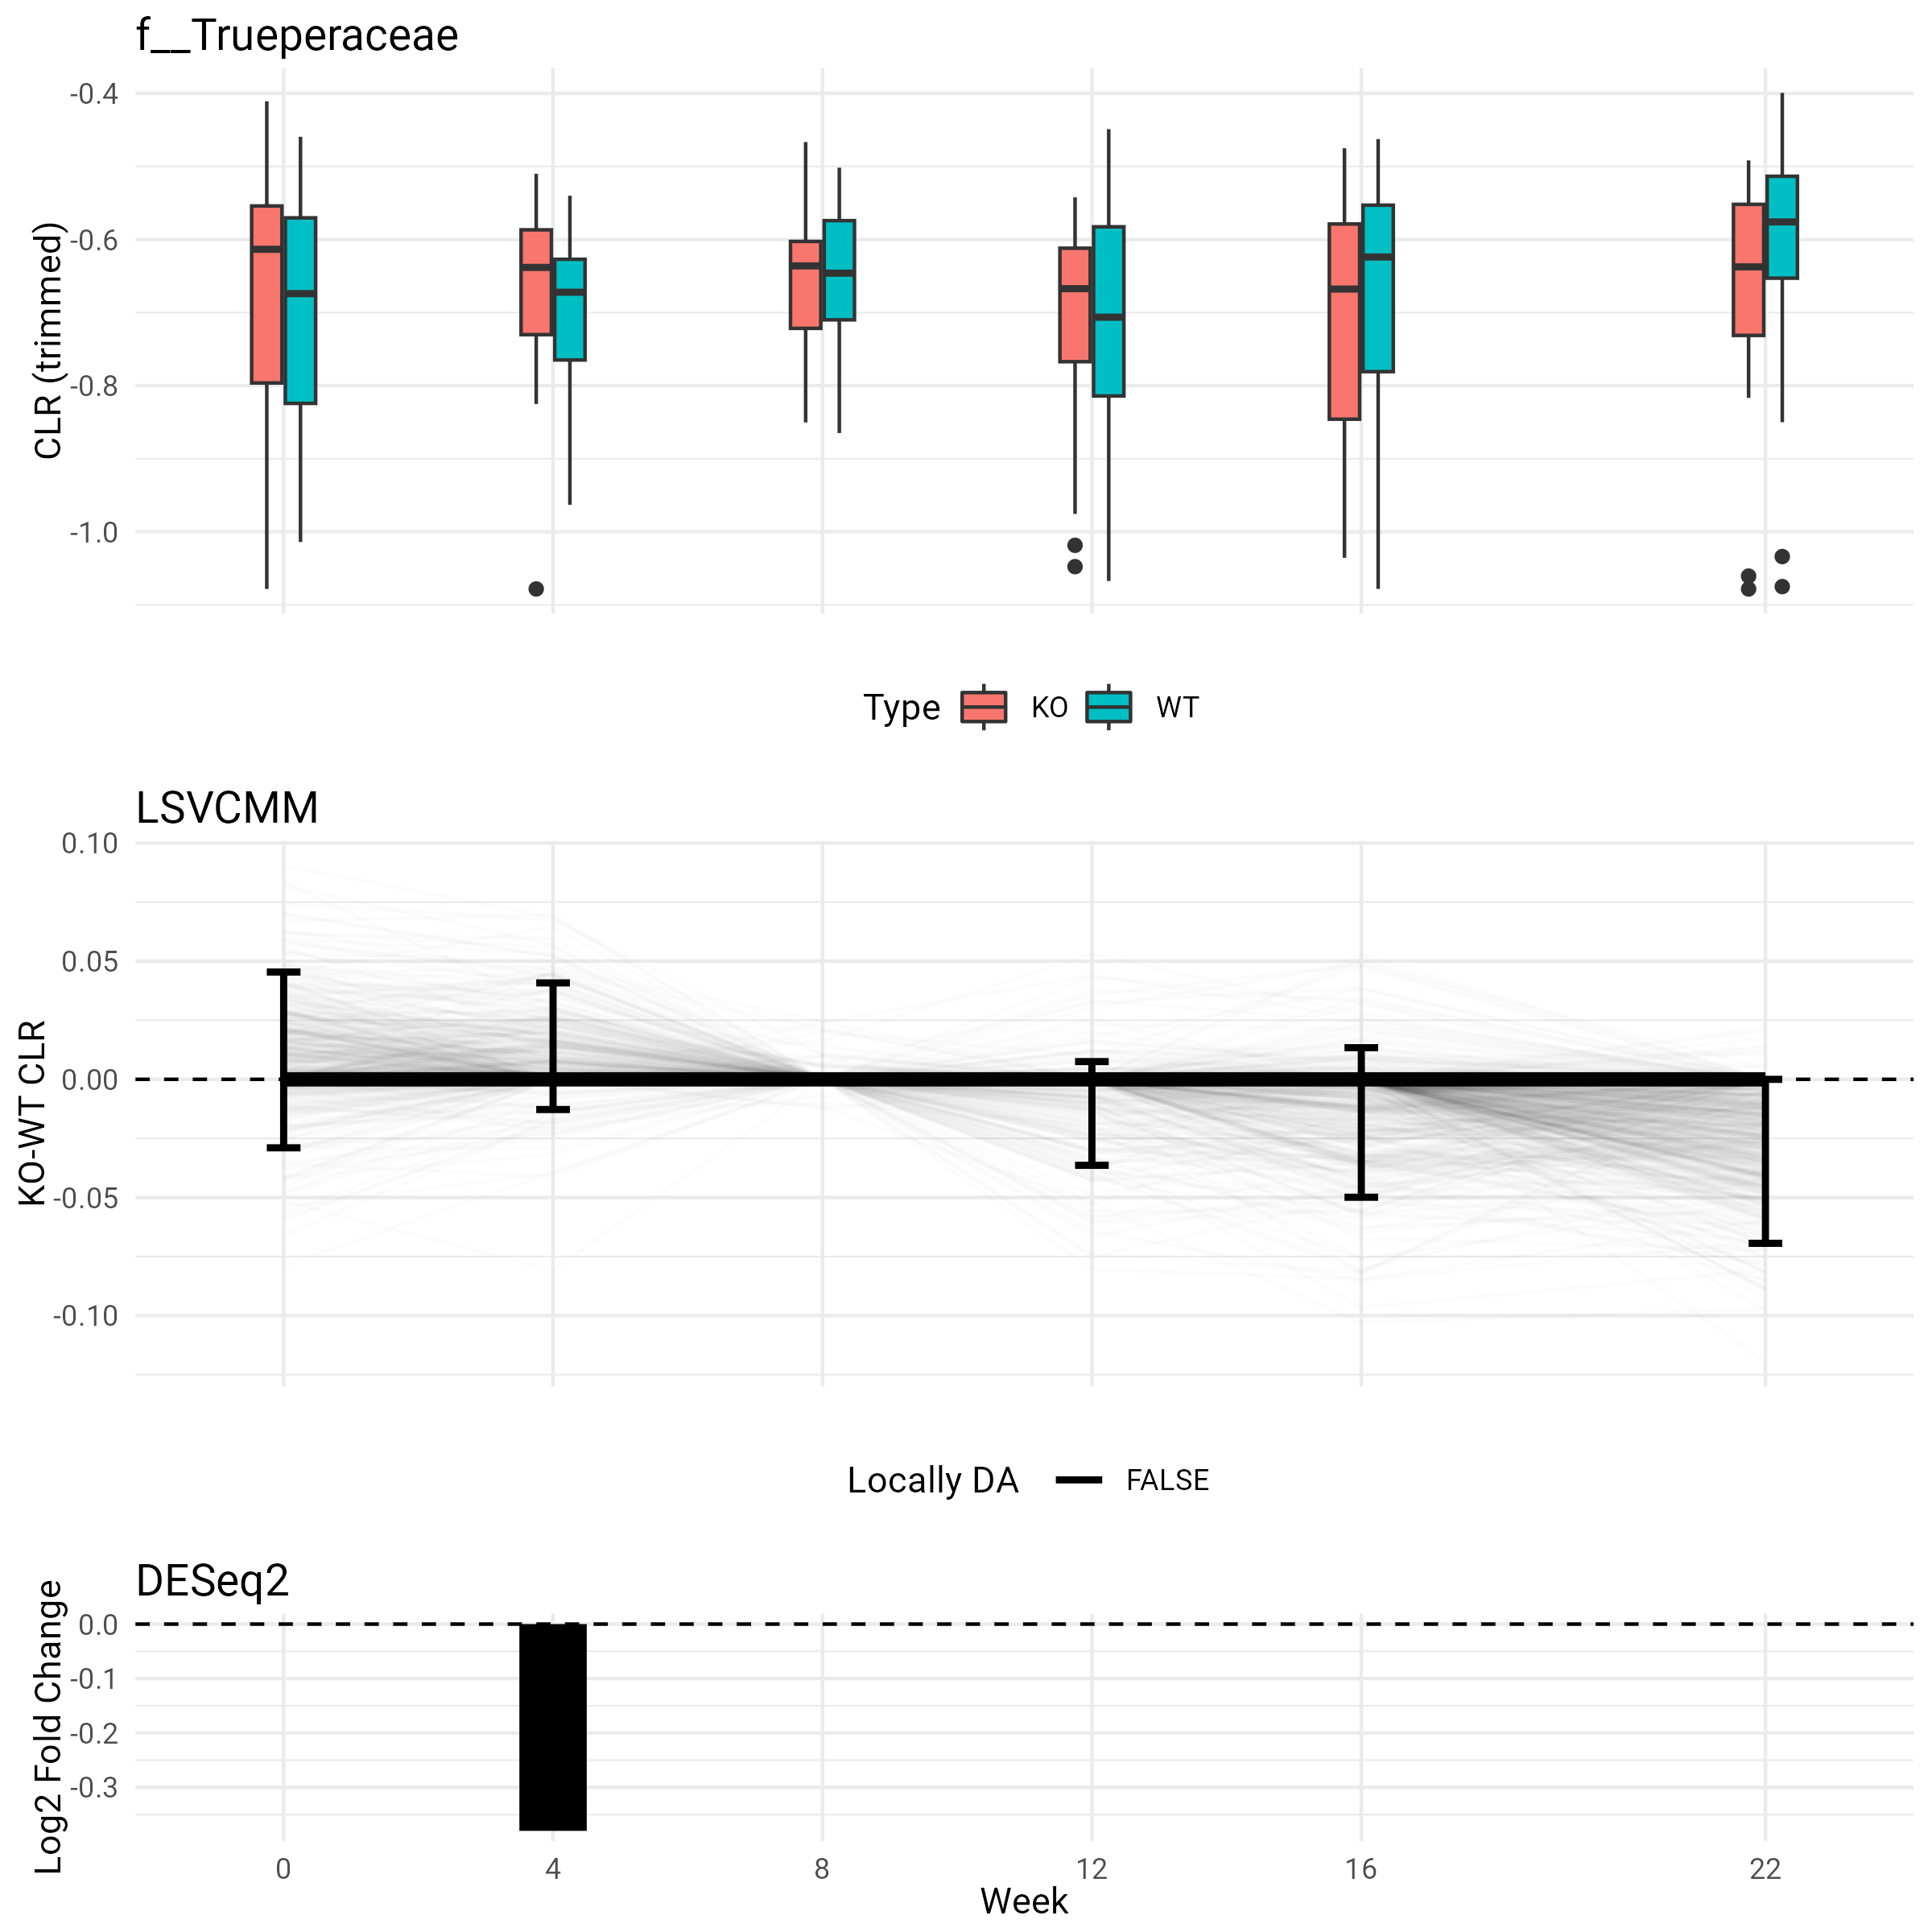 f__Trueperaceae
CLR (trimmed)
-0.4
-0.6
-0.8
-1.0
Type KO WT
LSVCMM
KO-WT CLR
0.10
0.05
0.00
-0.05
-0.10
Locally DA FALSE
DESeq2
Log2 Fold Change
0.0
-0.1
-0.2
-0.3
0 4 8 12 16 22
Week